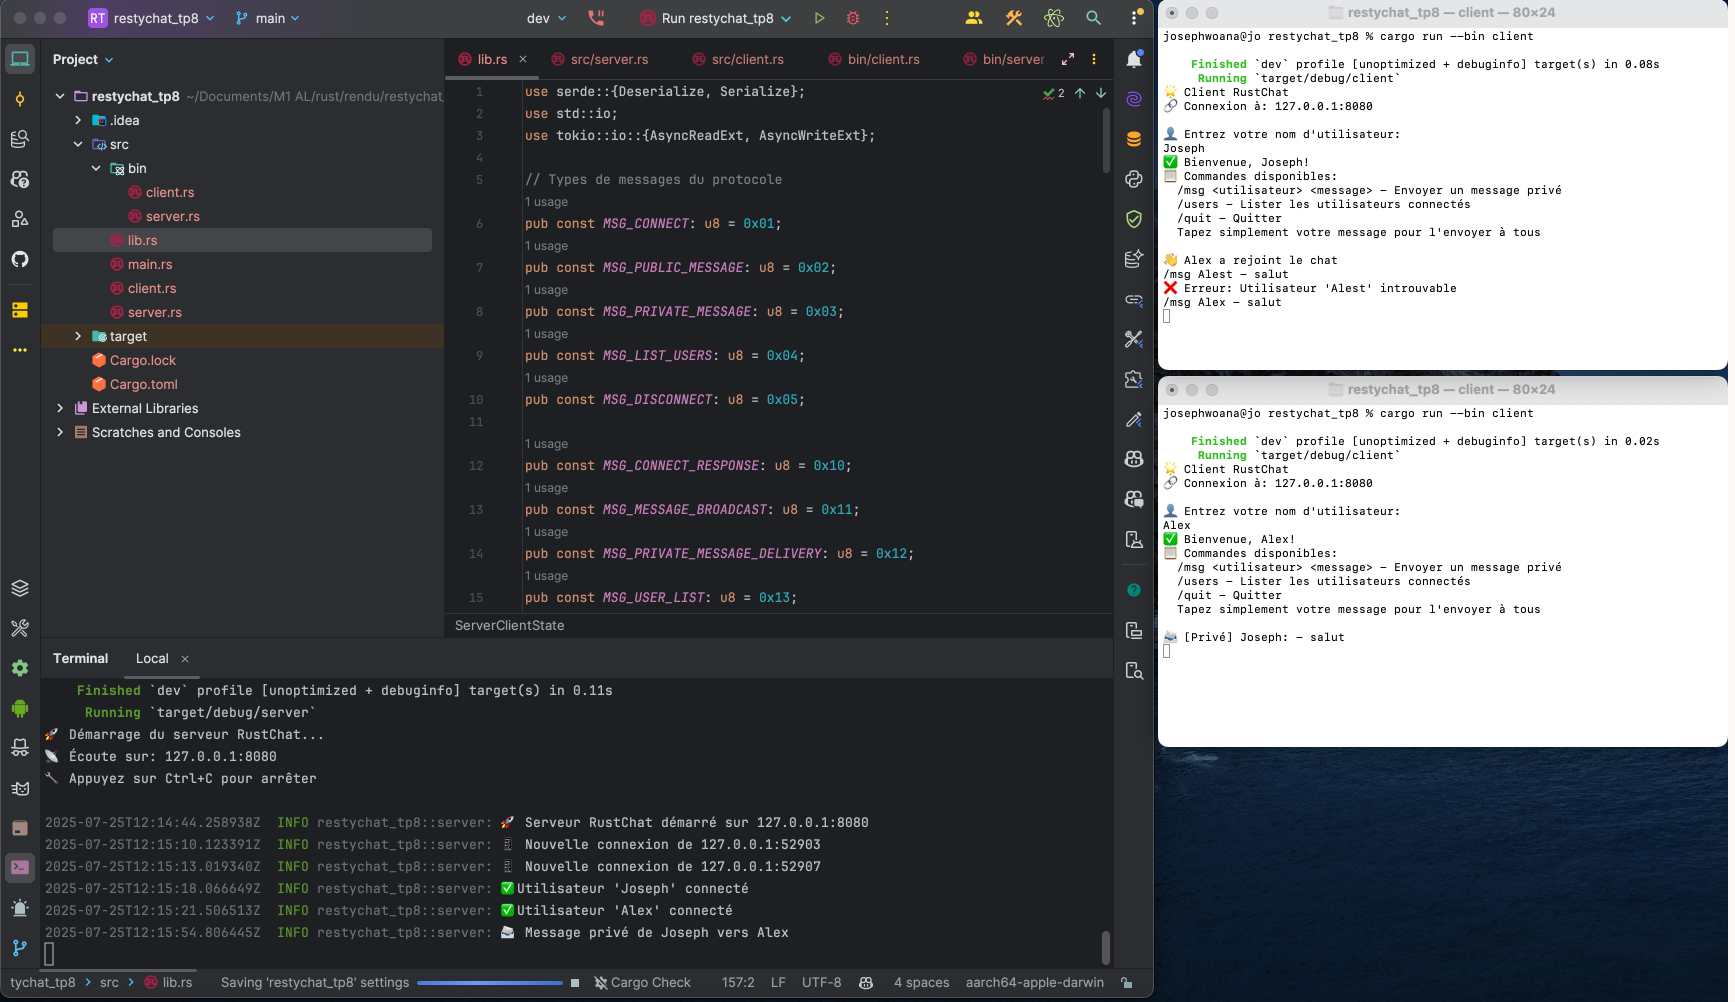 RT restychat_tp8 main dev Run restychat_tp8
Project
restychat_tp8 ~/Documents/M1 AL/rust/rendu/restychat_
.idea
src
bin
client.rs
server.rs
lib.rs
main.rs
client.rs
server.rs
target
Cargo.lock
Cargo.toml
External Libraries
Scratches and Consoles
lib.rs src/server.rs src/client.rs bin/client.rs bin/server
2
1 use serde::{Deserialize, Serialize};
2 use std::io;
3 use tokio::io::{AsyncReadExt, AsyncWriteExt};
4
5 // Types de messages du protocole
1 usage
6 pub const MSG_CONNECT: u8 = 0x01;
1 usage
7 pub const MSG_PUBLIC_MESSAGE: u8 = 0x02;
1 usage
8 pub const MSG_PRIVATE_MESSAGE: u8 = 0x03;
1 usage
9 pub const MSG_LIST_USERS: u8 = 0x04;
1 usage
10 pub const MSG_DISCONNECT: u8 = 0x05;
11
1 usage
12 pub const MSG_CONNECT_RESPONSE: u8 = 0x10;
1 usage
13 pub const MSG_MESSAGE_BROADCAST: u8 = 0x11;
1 usage
14 pub const MSG_PRIVATE_MESSAGE_DELIVERY: u8 = 0x12;
1 usage
15 pub const MSG_USER_LIST: u8 = 0x13;
ServerClientState
Terminal Local
Finished `dev` profile [unoptimized + debuginfo] target(s) in 0.11s
Running `target/debug/server`
🚀 Démarrage du serveur RustChat...
📡 Écoute sur: 127.0.0.1:8080
🔧 Appuyez sur Ctrl+C pour arrêter
2025-07-25T12:14:44.258938Z INFO restychat_tp8::server: 🚀 Serveur RustChat démarré sur 127.0.0.1:8080
2025-07-25T12:15:10.123391Z INFO restychat_tp8::server: Nouvelle connexion de 127.0.0.1:52903
2025-07-25T12:15:13.019340Z INFO restychat_tp8::server: Nouvelle connexion de 127.0.0.1:52907
2025-07-25T12:15:18.066649Z INFO restychat_tp8::server: ✅Utilisateur 'Joseph' connecté
2025-07-25T12:15:21.506513Z INFO restychat_tp8::server: ✅Utilisateur 'Alex' connecté
2025-07-25T12:15:54.806445Z INFO restychat_tp8::server: 📨 Message privé de Joseph vers Alex
tychat_tp8 src lib.rs Saving 'restychat_tp8' settings Cargo Check 157:2 LF UTF-8 4 spaces aarch64-apple-darwin
restychat_tp8 — client — 80×24
josephwoana@jo restychat_tp8 % cargo run --bin client
Finished `dev` profile [unoptimized + debuginfo] target(s) in 0.08s
Running `target/debug/client`
🌟 Client RustChat
🔗 Connexion à: 127.0.0.1:8080
👤 Entrez votre nom d'utilisateur:
Joseph
✅ Bienvenue, Joseph!
📋 Commandes disponibles:
/msg <utilisateur> <message> - Envoyer un message privé
/users - Lister les utilisateurs connectés
/quit - Quitter
Tapez simplement votre message pour l'envoyer à tous
👋 Alex a rejoint le chat
/msg Alest - salut
❌ Erreur: Utilisateur 'Alest' introuvable
/msg Alex - salut
restychat_tp8 — client — 80×24
josephwoana@jo restychat_tp8 % cargo run --bin client
Finished `dev` profile [unoptimized + debuginfo] target(s) in 0.02s
Running `target/debug/client`
🌟 Client RustChat
🔗 Connexion à: 127.0.0.1:8080
👤 Entrez votre nom d'utilisateur:
Alex
✅ Bienvenue, Alex!
📋 Commandes disponibles:
/msg <utilisateur> <message> - Envoyer un message privé
/users - Lister les utilisateurs connectés
/quit - Quitter
Tapez simplement votre message pour l'envoyer à tous
📨 [Privé] Joseph: - salut